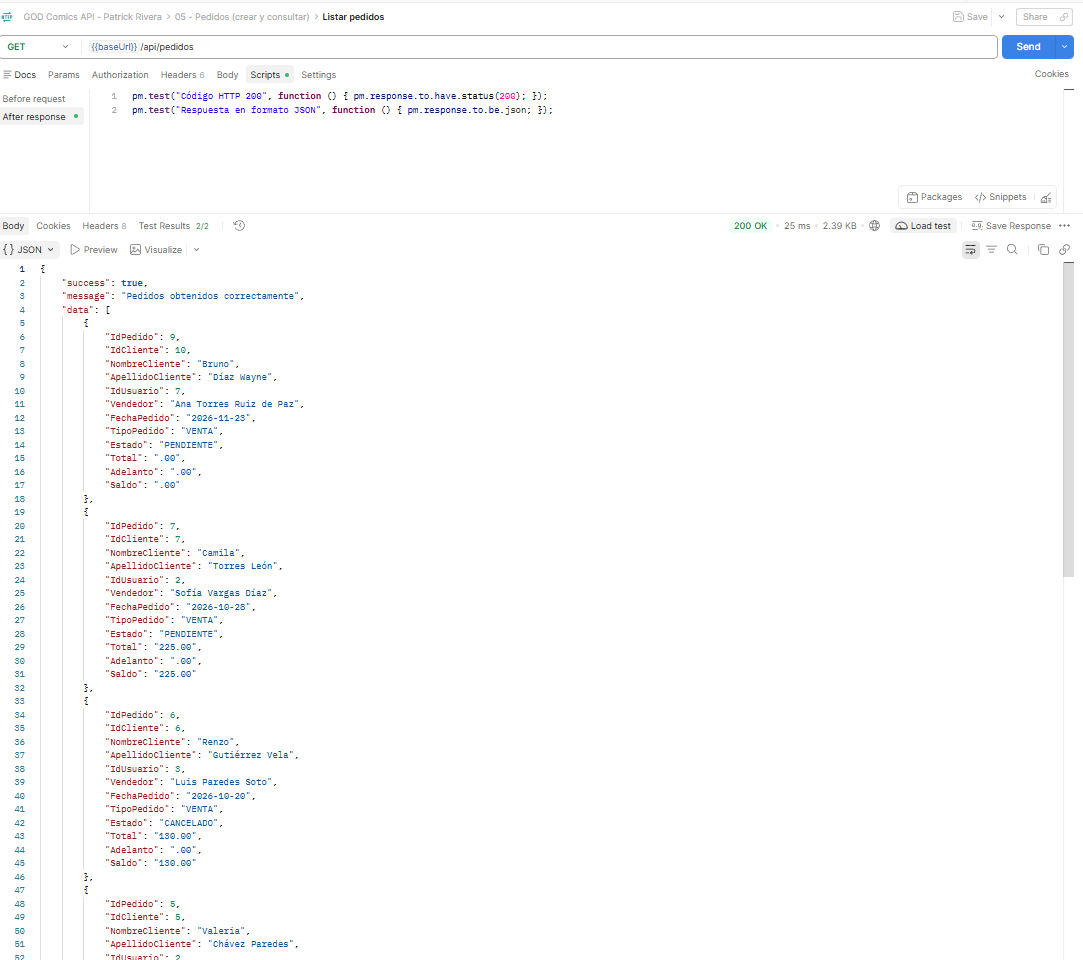 GOD Comics API - Patrick Rivera > 05 - Pedidos (crear y consultar) > Listar pedidos
Save
Share
GET
{{baseUrl}} /api/pedidos
Send
Docs Params Authorization Headers 6 Body Scripts Settings
Cookies
Before request
After response
1 pm.test("Código HTTP 200", function () { pm.response.to.have.status(200); });
2 pm.test("Respuesta en formato JSON", function () { pm.response.to.be.json; });
Packages </> Snippets
Body Cookies Headers 8 Test Results 2/2
200 OK • 25 ms • 2.39 KB • Load test Save Response
{} JSON Preview Visualize
1 {
2 "success": true,
3 "message": "Pedidos obtenidos correctamente",
4 "data": [
5 {
6 "IdPedido": 9,
7 "IdCliente": 10,
8 "NombreCliente": "Bruno",
9 "ApellidoCliente": "Díaz Wayne",
10 "IdUsuario": 7,
11 "Vendedor": "Ana Torres Ruiz de Paz",
12 "FechaPedido": "2026-11-23",
13 "TipoPedido": "VENTA",
14 "Estado": "PENDIENTE",
15 "Total": ".00",
16 "Adelanto": ".00",
17 "Saldo": ".00"
18 },
19 {
20 "IdPedido": 7,
21 "IdCliente": 7,
22 "NombreCliente": "Camila",
23 "ApellidoCliente": "Torres León",
24 "IdUsuario": 2,
25 "Vendedor": "Sofía Vargas Díaz",
26 "FechaPedido": "2026-10-28",
27 "TipoPedido": "VENTA",
28 "Estado": "PENDIENTE",
29 "Total": "225.00",
30 "Adelanto": ".00",
31 "Saldo": "225.00"
32 },
33 {
34 "IdPedido": 6,
35 "IdCliente": 6,
36 "NombreCliente": "Renzo",
37 "ApellidoCliente": "Gutiérrez Vela",
38 "IdUsuario": 3,
39 "Vendedor": "Luis Paredes Soto",
40 "FechaPedido": "2026-10-20",
41 "TipoPedido": "VENTA",
42 "Estado": "CANCELADO",
43 "Total": "130.00",
44 "Adelanto": ".00",
45 "Saldo": "130.00"
46 },
47 {
48 "IdPedido": 5,
49 "IdCliente": 5,
50 "NombreCliente": "Valeria",
51 "ApellidoCliente": "Chávez Paredes",
52 "IdUsuario": 2,